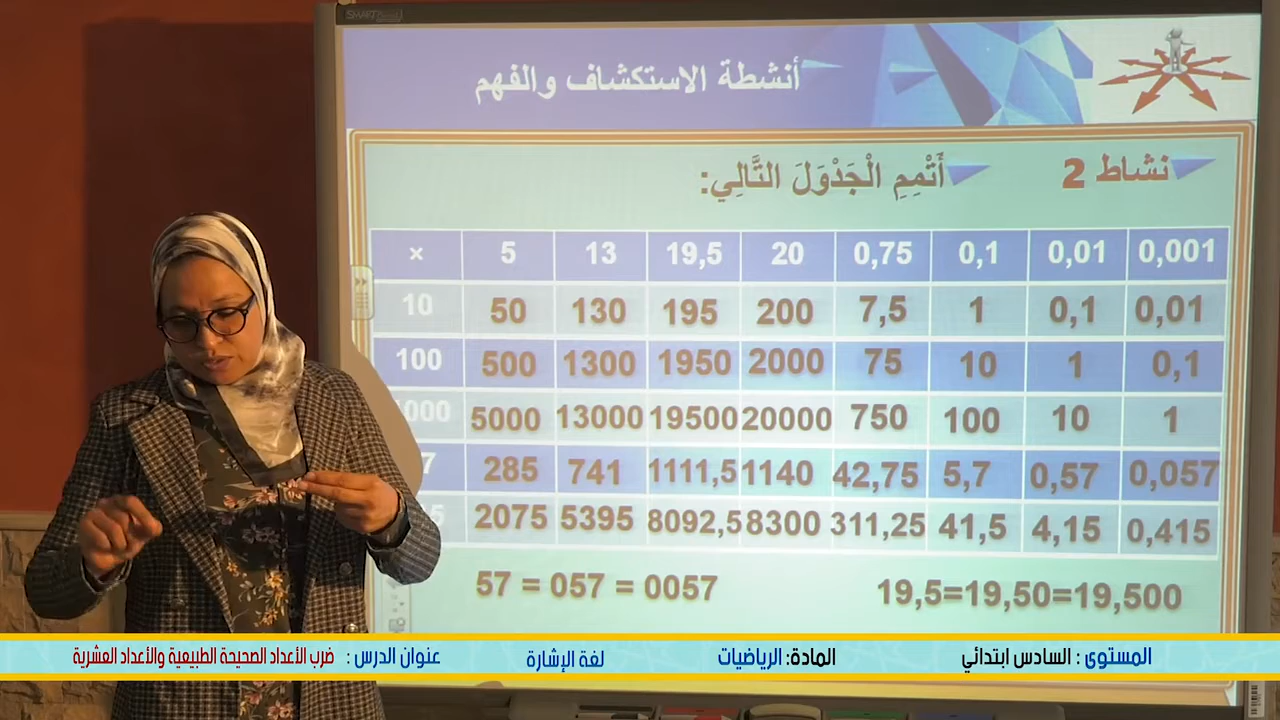 SMART
أنشطة الاستكشاف والفهم
نشاط 2 أَتْمِمِ الْجَدْوَلَ التَّالِي:
× 5 13 19,5 20 0,75 0,1 0,01 0,001
10 50 130 195 200 7,5 1 0,1 0,01
100 500 1300 1950 2000 75 10 1 0,1
000 5000 13000 19500 20000 750 100 10 1
7 285 741 1111,5 1140 42,75 5,7 0,57 0,057
5 2075 5395 8092,5 8300 311,25 41,5 4,15 0,415
57 = 057 = 0057 19,5=19,50=19,500
المستوى : السادس ابتدائي المادة: الرياضيات لغة الإشارة عنوان الدرس : ضرب الأعداد الصحيحة الطبيعية والأعداد العشرية